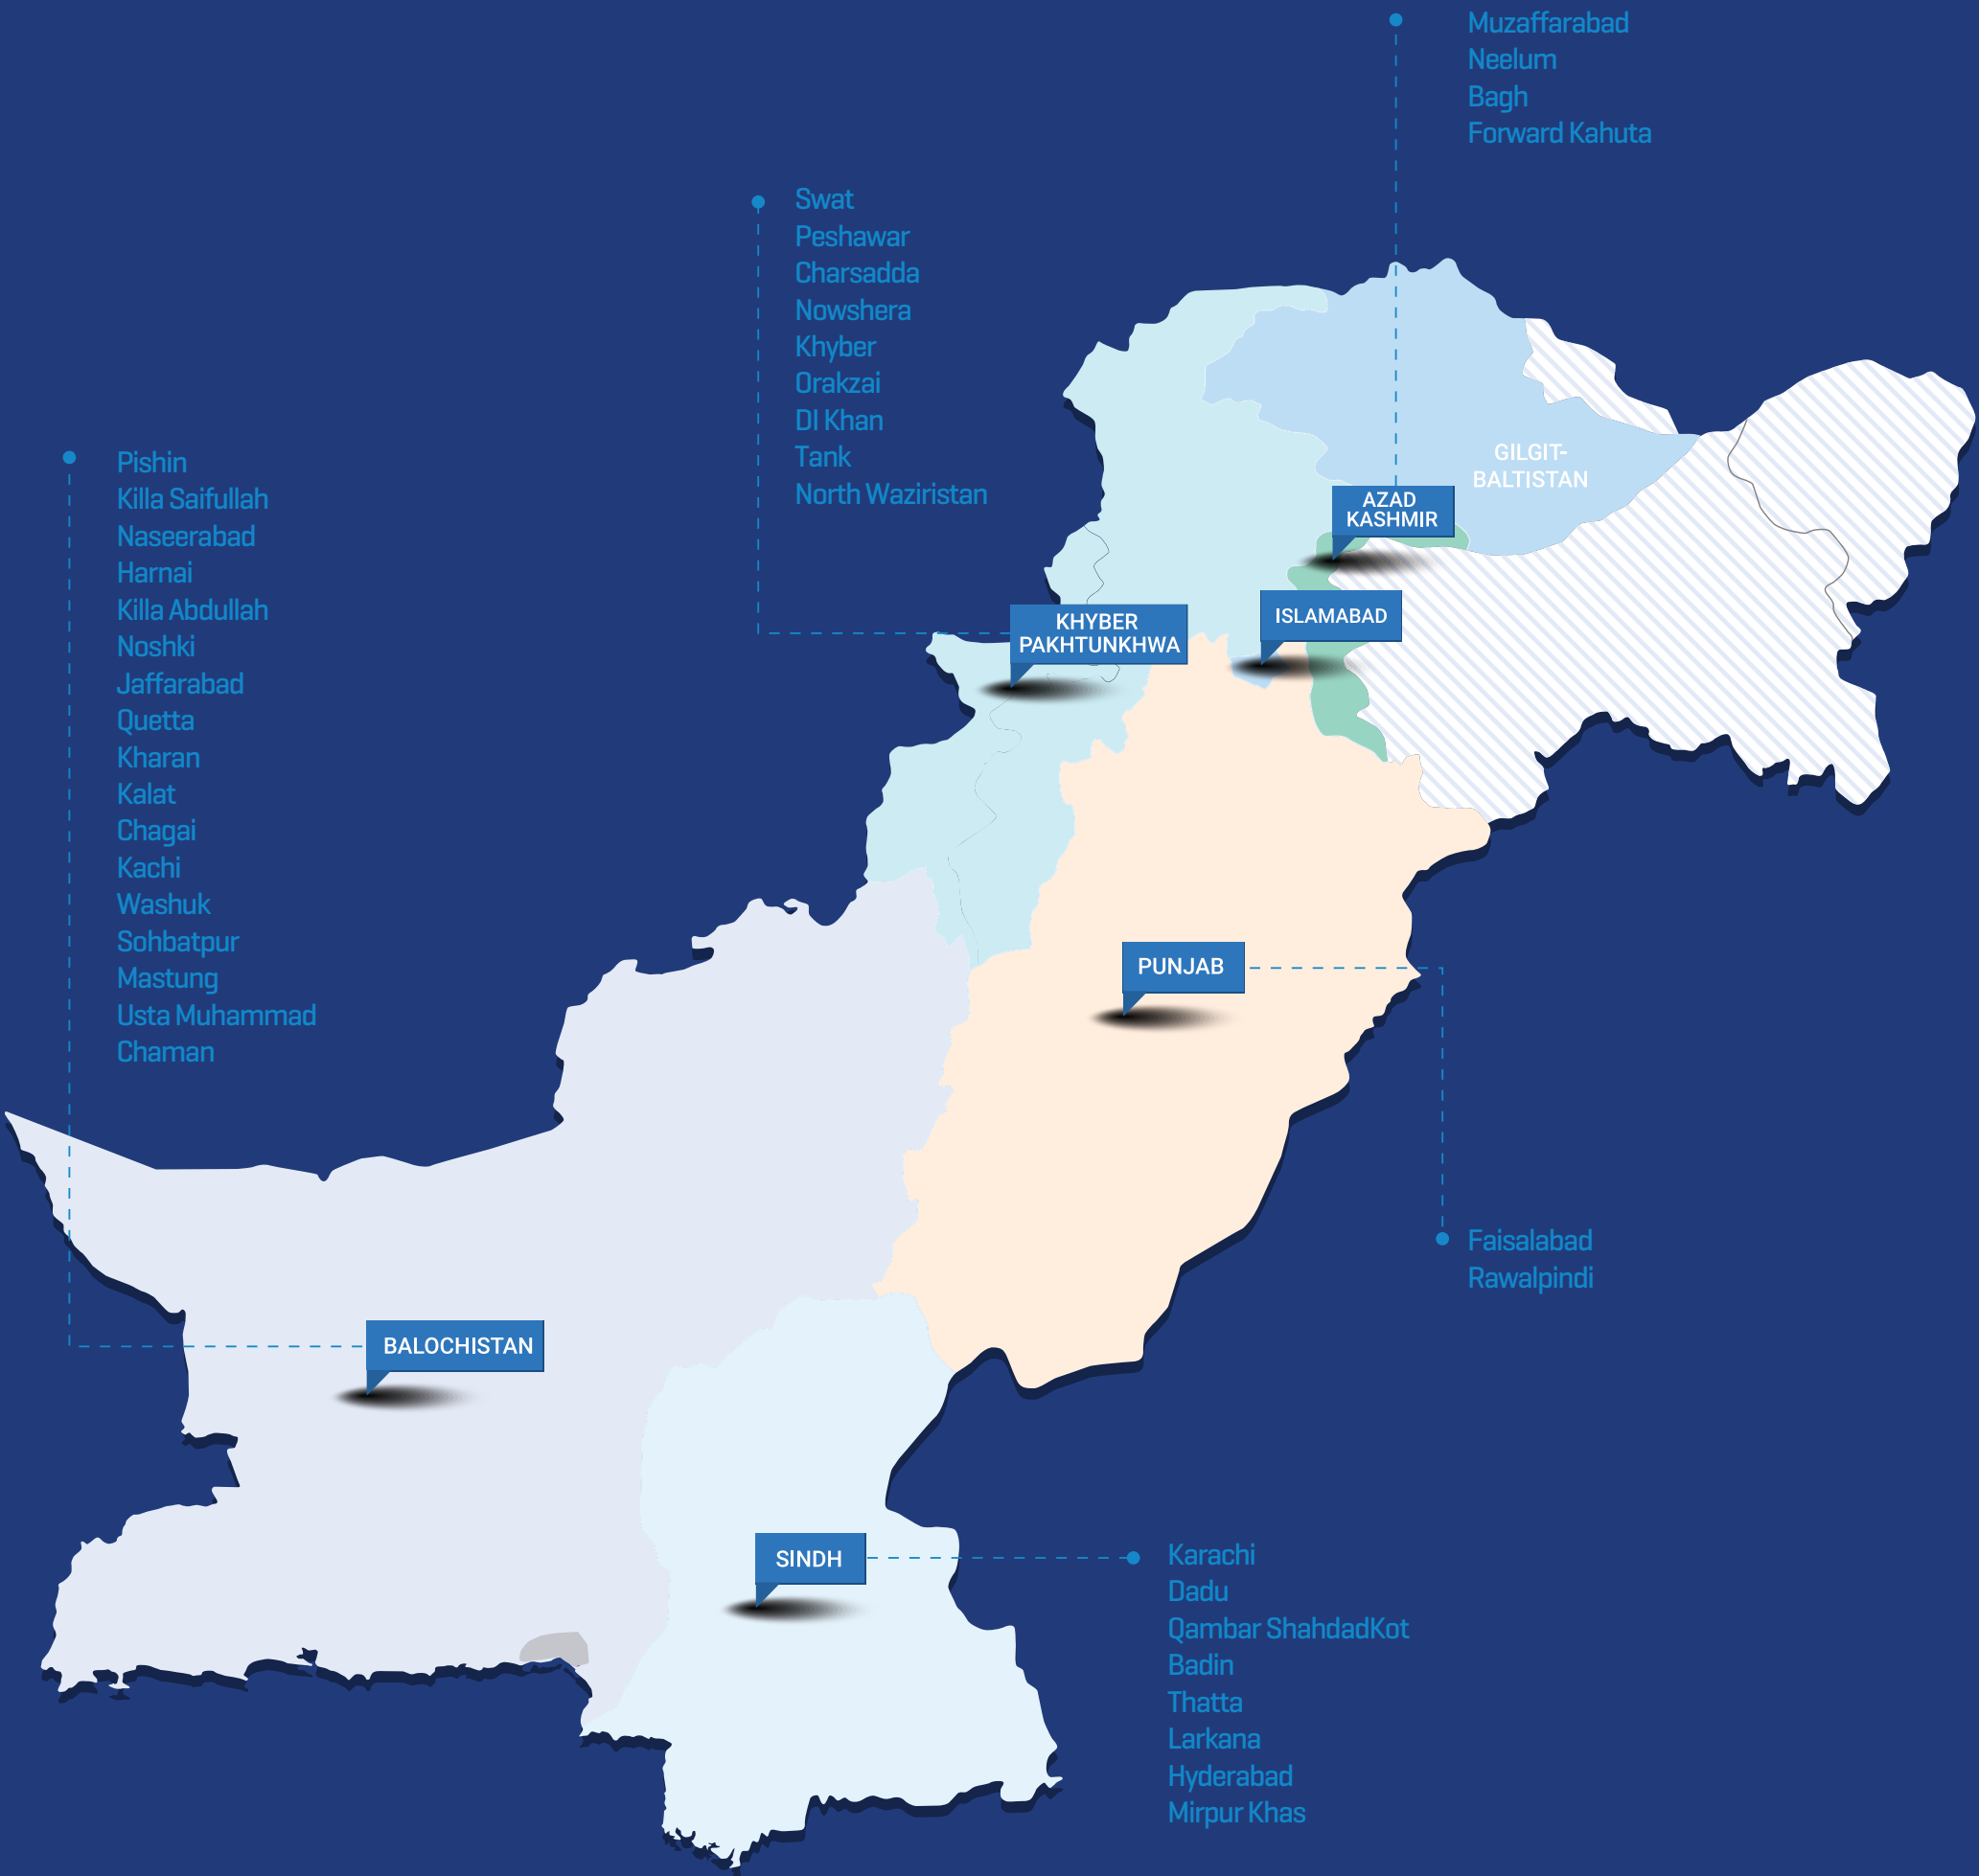 Muzaffarabad
Neelum
Bagh
Forward Kahuta
Swat
Peshawar
Charsadda
Nowshera
Khyber
Orakzai
DI Khan
Tank
North Waziristan
GILGIT-
BALTISTAN
AZAD
KASHMIR
ISLAMABAD
KHYBER
PAKHTUNKHWA
Pishin
Killa Saifullah
Naseerabad
Harnai
Killa Abdullah
Noshki
Jaffarabad
Quetta
Kharan
Kalat
Chagai
Kachi
Washuk
Sohbatpur
Mastung
Usta Muhammad
Chaman
PUNJAB
Faisalabad
Rawalpindi
BALOCHISTAN
SINDH
Karachi
Dadu
Qambar ShahdadKot
Badin
Thatta
Larkana
Hyderabad
Mirpur Khas